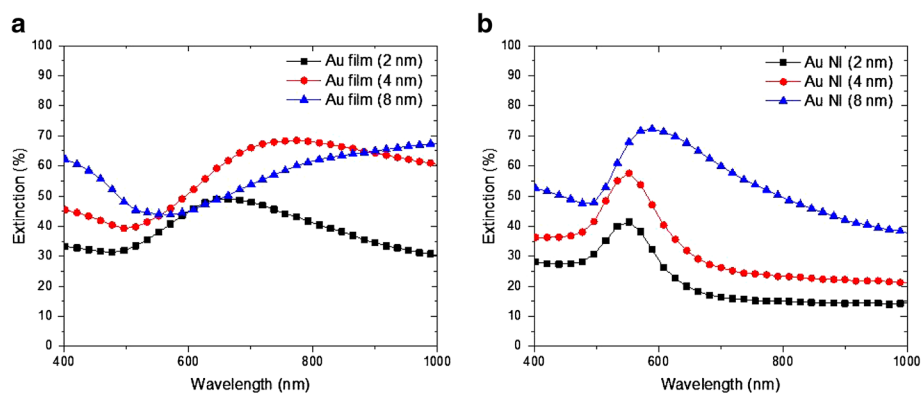 a
100
90
80
70
60
50
40
30
20
10
0
Extinction (%)
Au film (2 nm)
Au film (4 nm)
Au film (8 nm)
400
600
800
1000
Wavelength (nm)
b
100
90
80
70
60
50
40
30
20
10
0
Extinction (%)
Au NI (2 nm)
Au NI (4 nm)
Au NI (8 nm)
400
600
800
1000
Wavelength (nm)